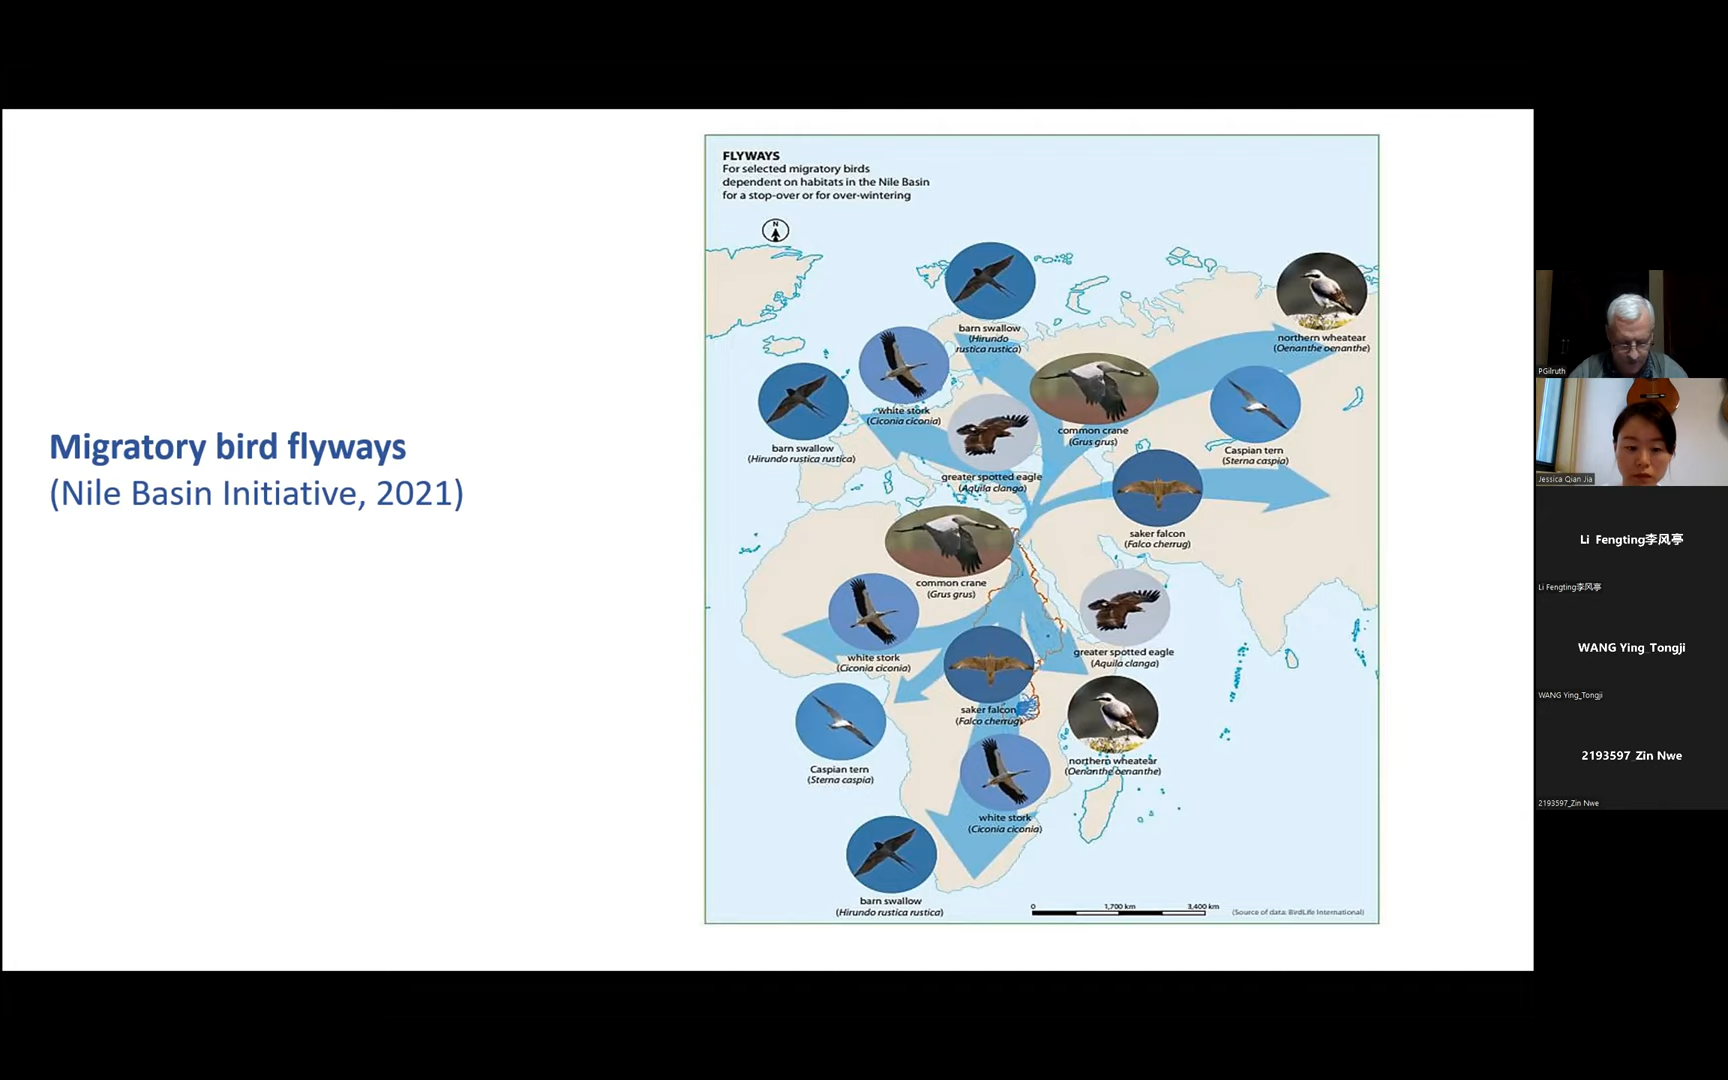 Migratory bird flyways
(Nile Basin Initiative, 2021)
FLYWAYS
For selected migratory birds
dependent on habitats in the Nile Basin
for a stop-over or for over-wintering
N
barn swallow
(Hirundo
rustica rustica)
northern wheatear
(Oenanthe oenanthe)
white stork
(Ciconia ciconia)
common crane
(Grus grus)
barn swallow
(Hirundo rustica rustica)
Caspian tern
(Sterna caspia)
greater spotted eagle
(Aquila clanga)
saker falcon
(Falco cherrug)
common crane
(Grus grus)
white stork
(Ciconia ciconia)
greater spotted eagle
(Aquila clanga)
saker falcon
(Falco cherrug)
Caspian tern
(Sterna caspia)
northern wheatear
(Oenanthe oenanthe)
white stork
(Ciconia ciconia)
barn swallow
(Hirundo rustica rustica)
0 1,700 km 3,400 km
(Source of data: BirdLife International)
PGilruth
Jessica Qian Jia
Li Fengting李风亭
Li Fengting李风亭
WANG Ying_Tongji
WANG Ying_Tongji
2193597_Zin Nwe
2193597_Zin Nwe